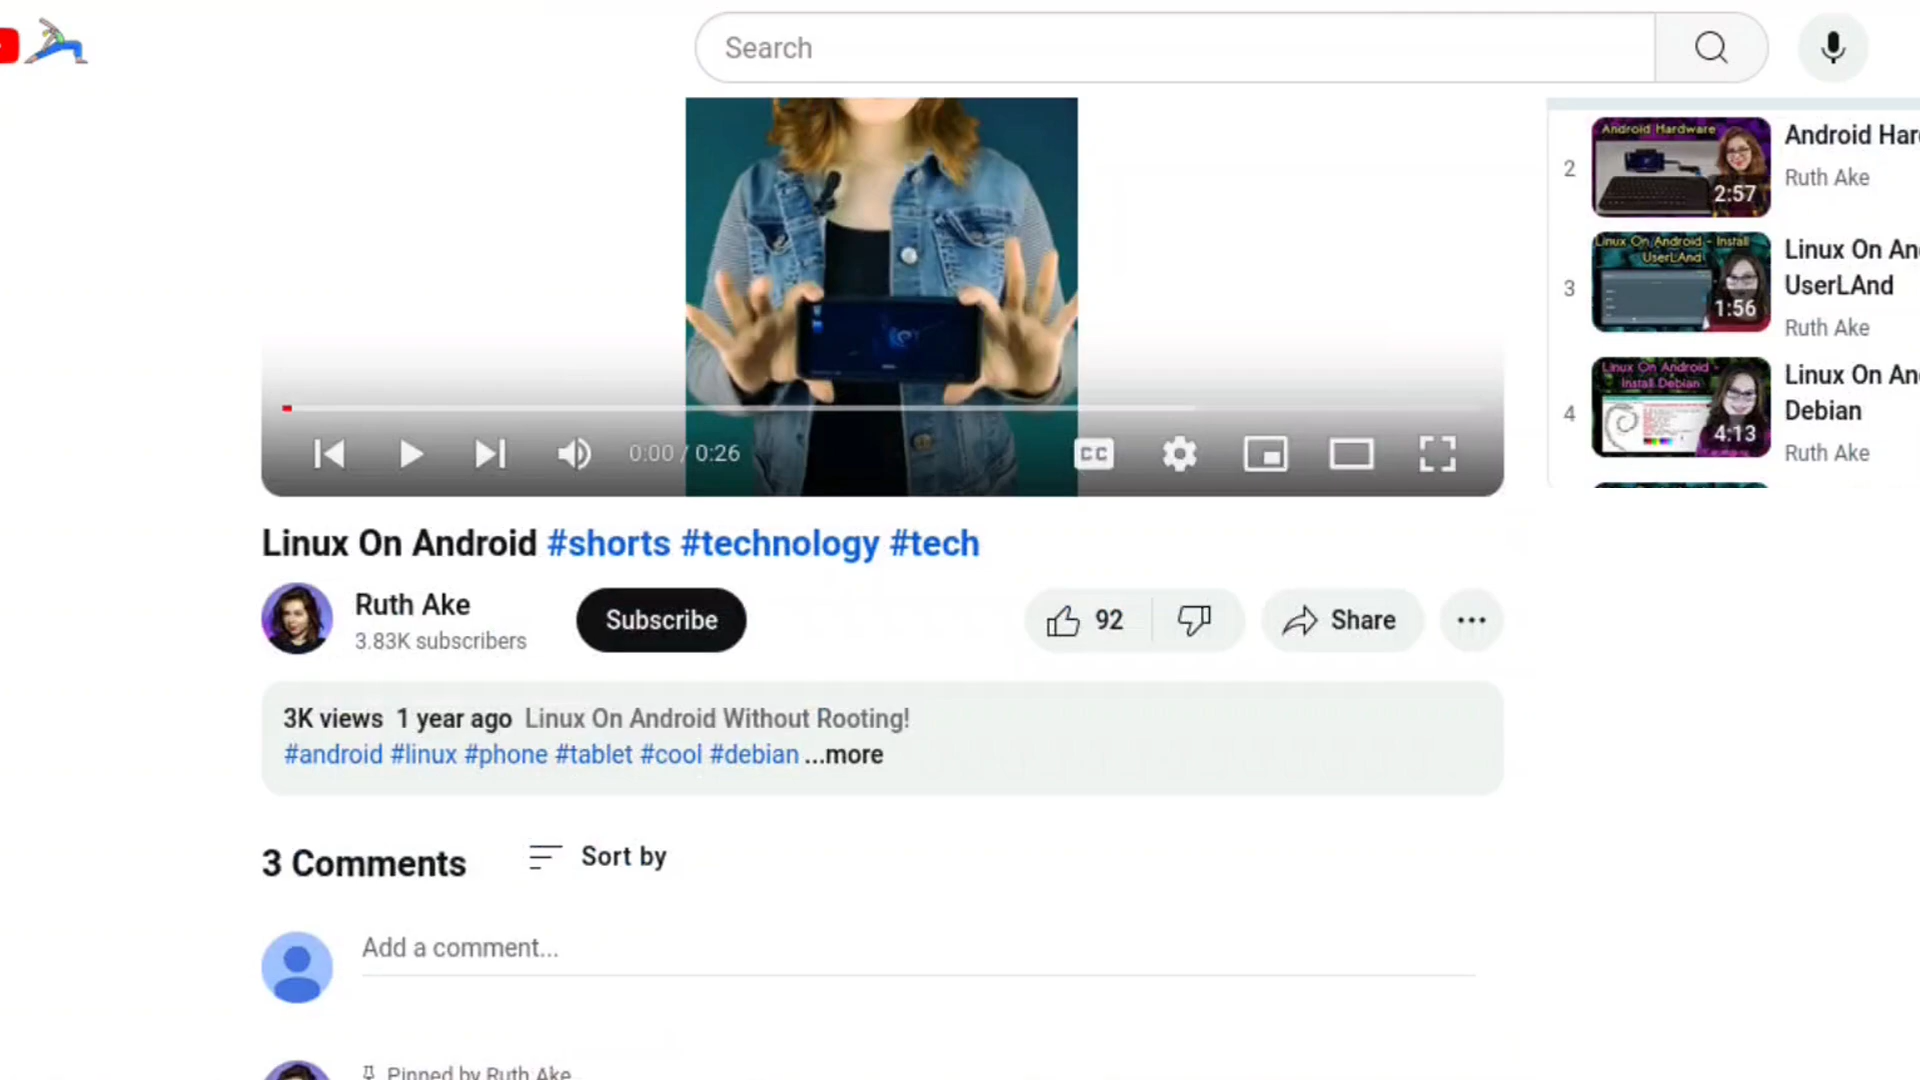 Search
0:00 / 0:26
CC
Linux On Android #shorts #technology #tech
Ruth Ake
3.83K subscribers
Subscribe
92
Share
3K views 1 year ago Linux On Android Without Rooting!
#android #linux #phone #tablet #cool #debian ...more
3 Comments
Sort by
Add a comment...
Pinned by Ruth Ake
2
Android Hardware
2:57
Android Har
Ruth Ake
3
Linux On Android - Install
UserLAnd
1:56
Linux On An
UserLAnd
Ruth Ake
4
Linux On Android -
Install Debian
4:13
Linux On An
Debian
Ruth Ake